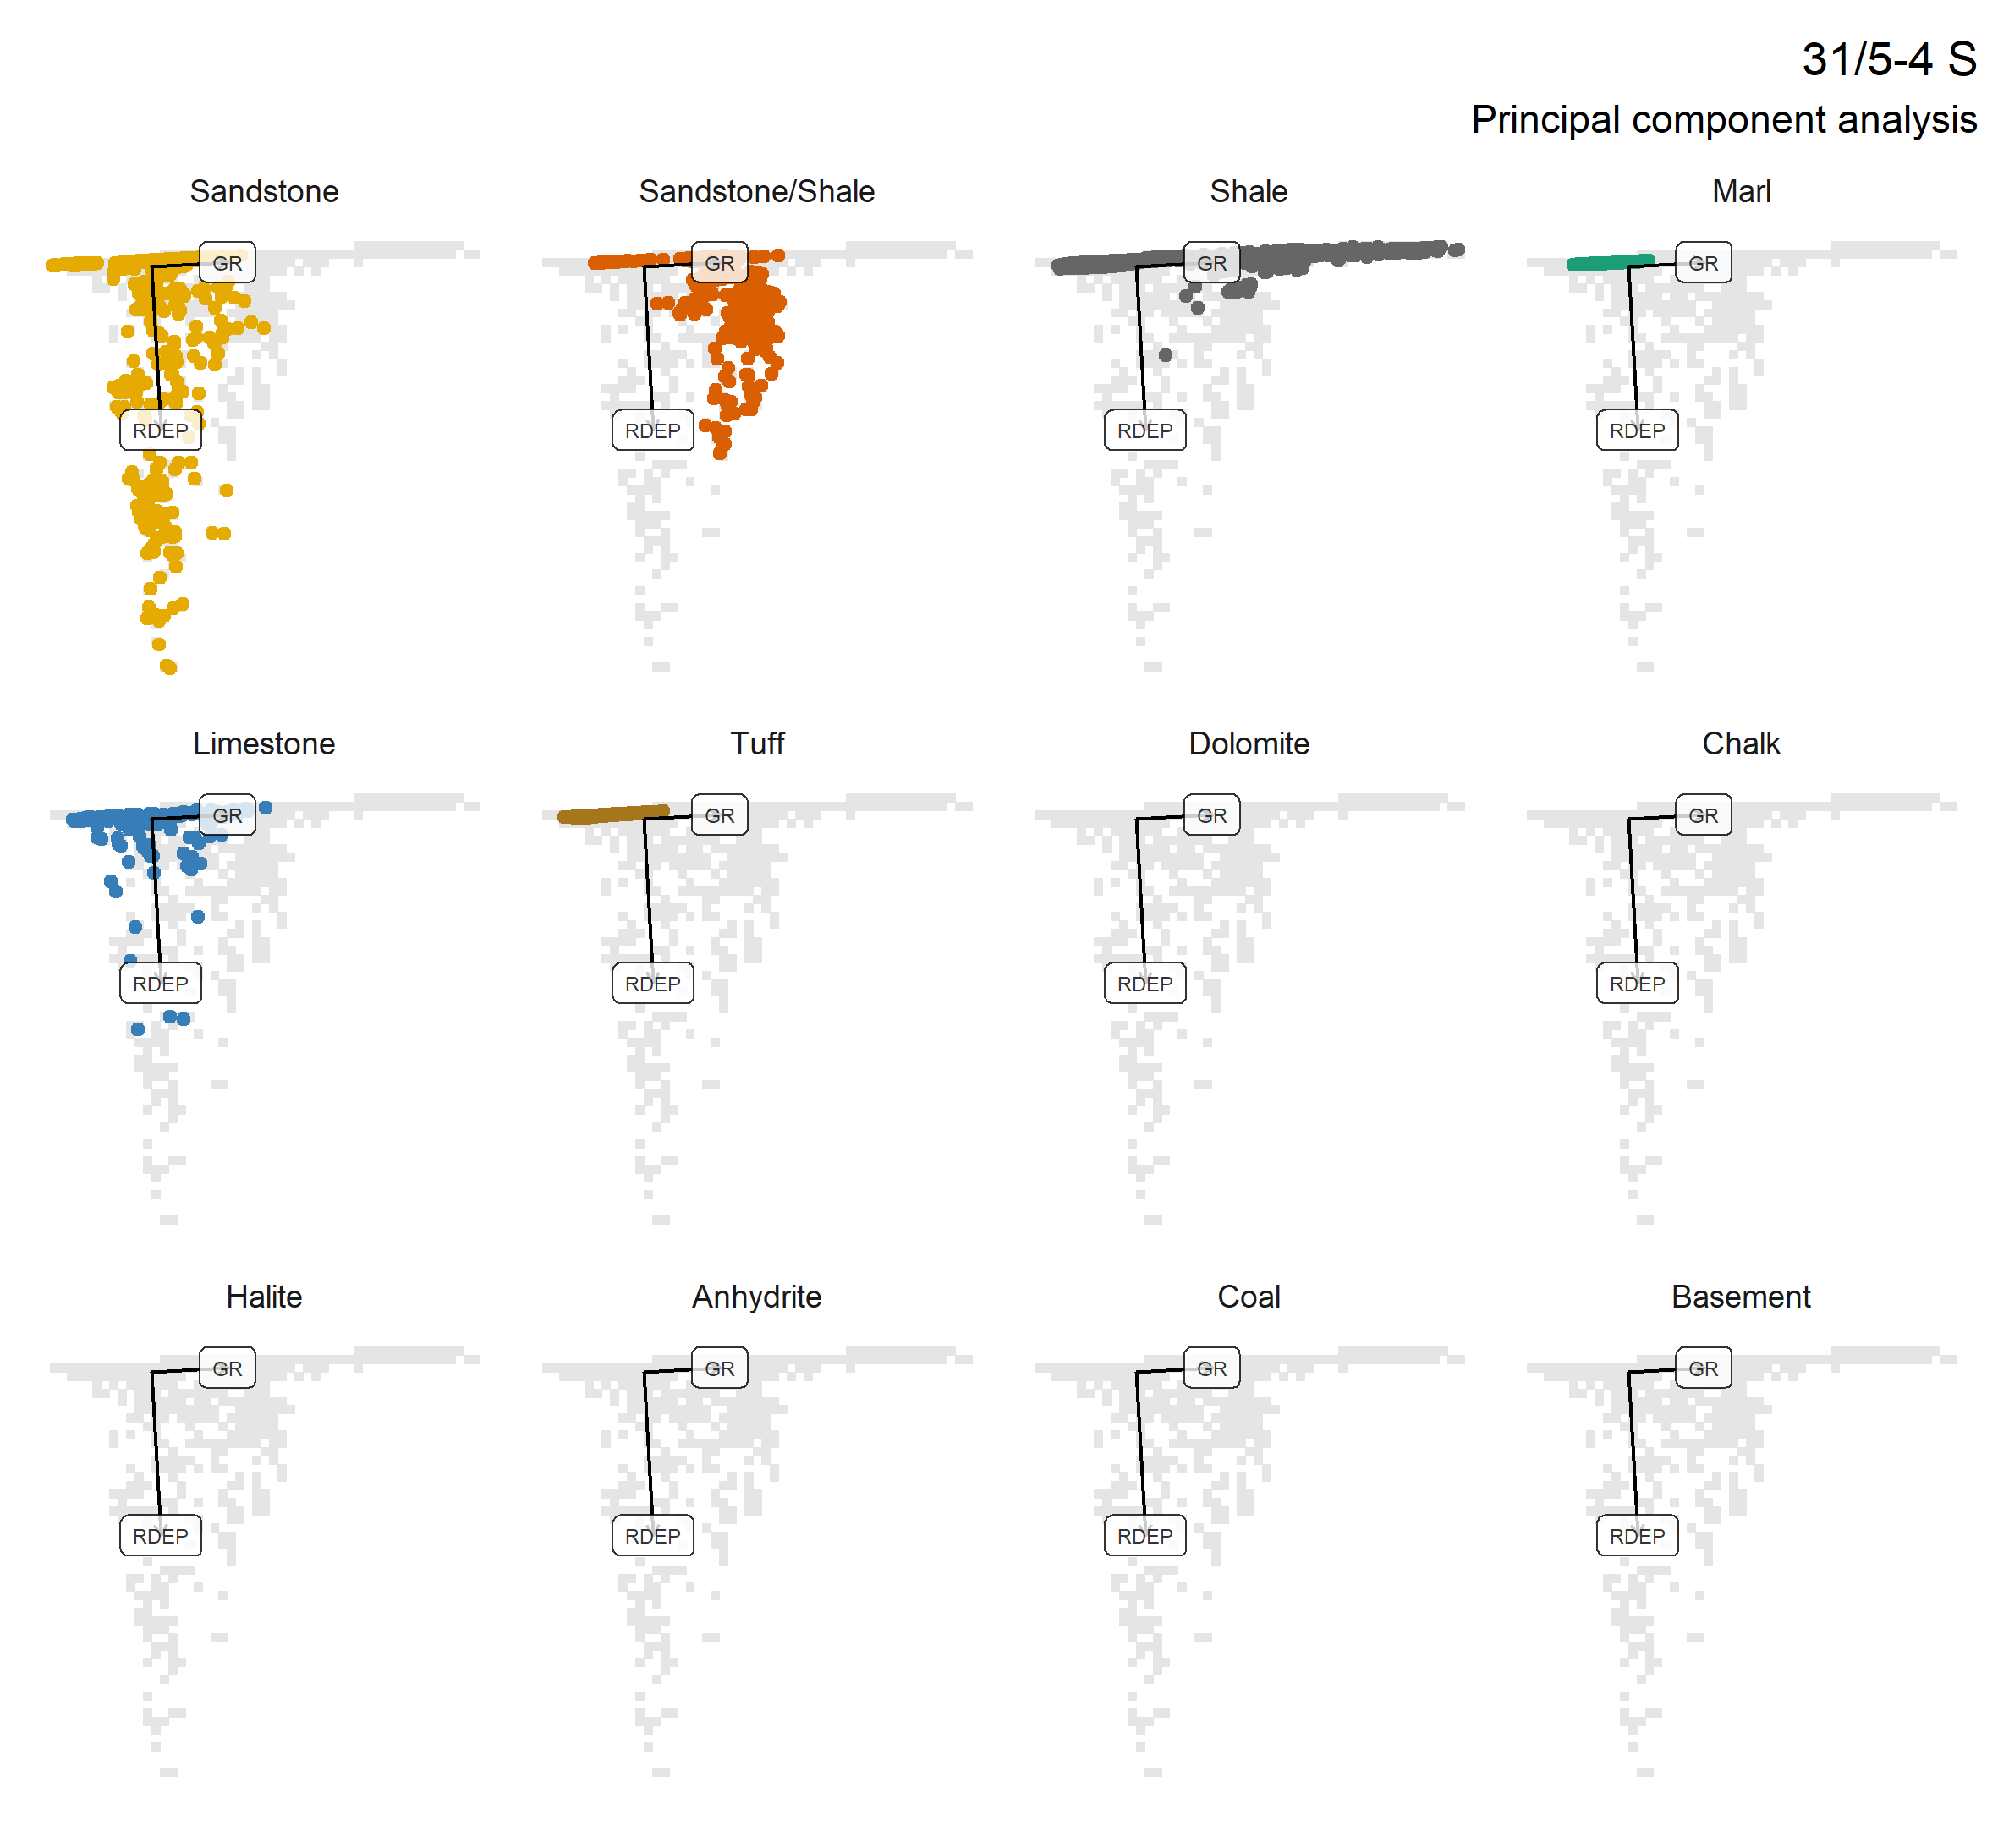 31/5-4 S
Principal component analysis
Sandstone
Sandstone/Shale
Shale
Marl
GR
GR
GR
GR
RDEP
RDEP
RDEP
RDEP
Limestone
Tuff
Dolomite
Chalk
GR
GR
GR
GR
RDEP
RDEP
RDEP
RDEP
Halite
Anhydrite
Coal
Basement
GR
GR
GR
GR
RDEP
RDEP
RDEP
RDEP